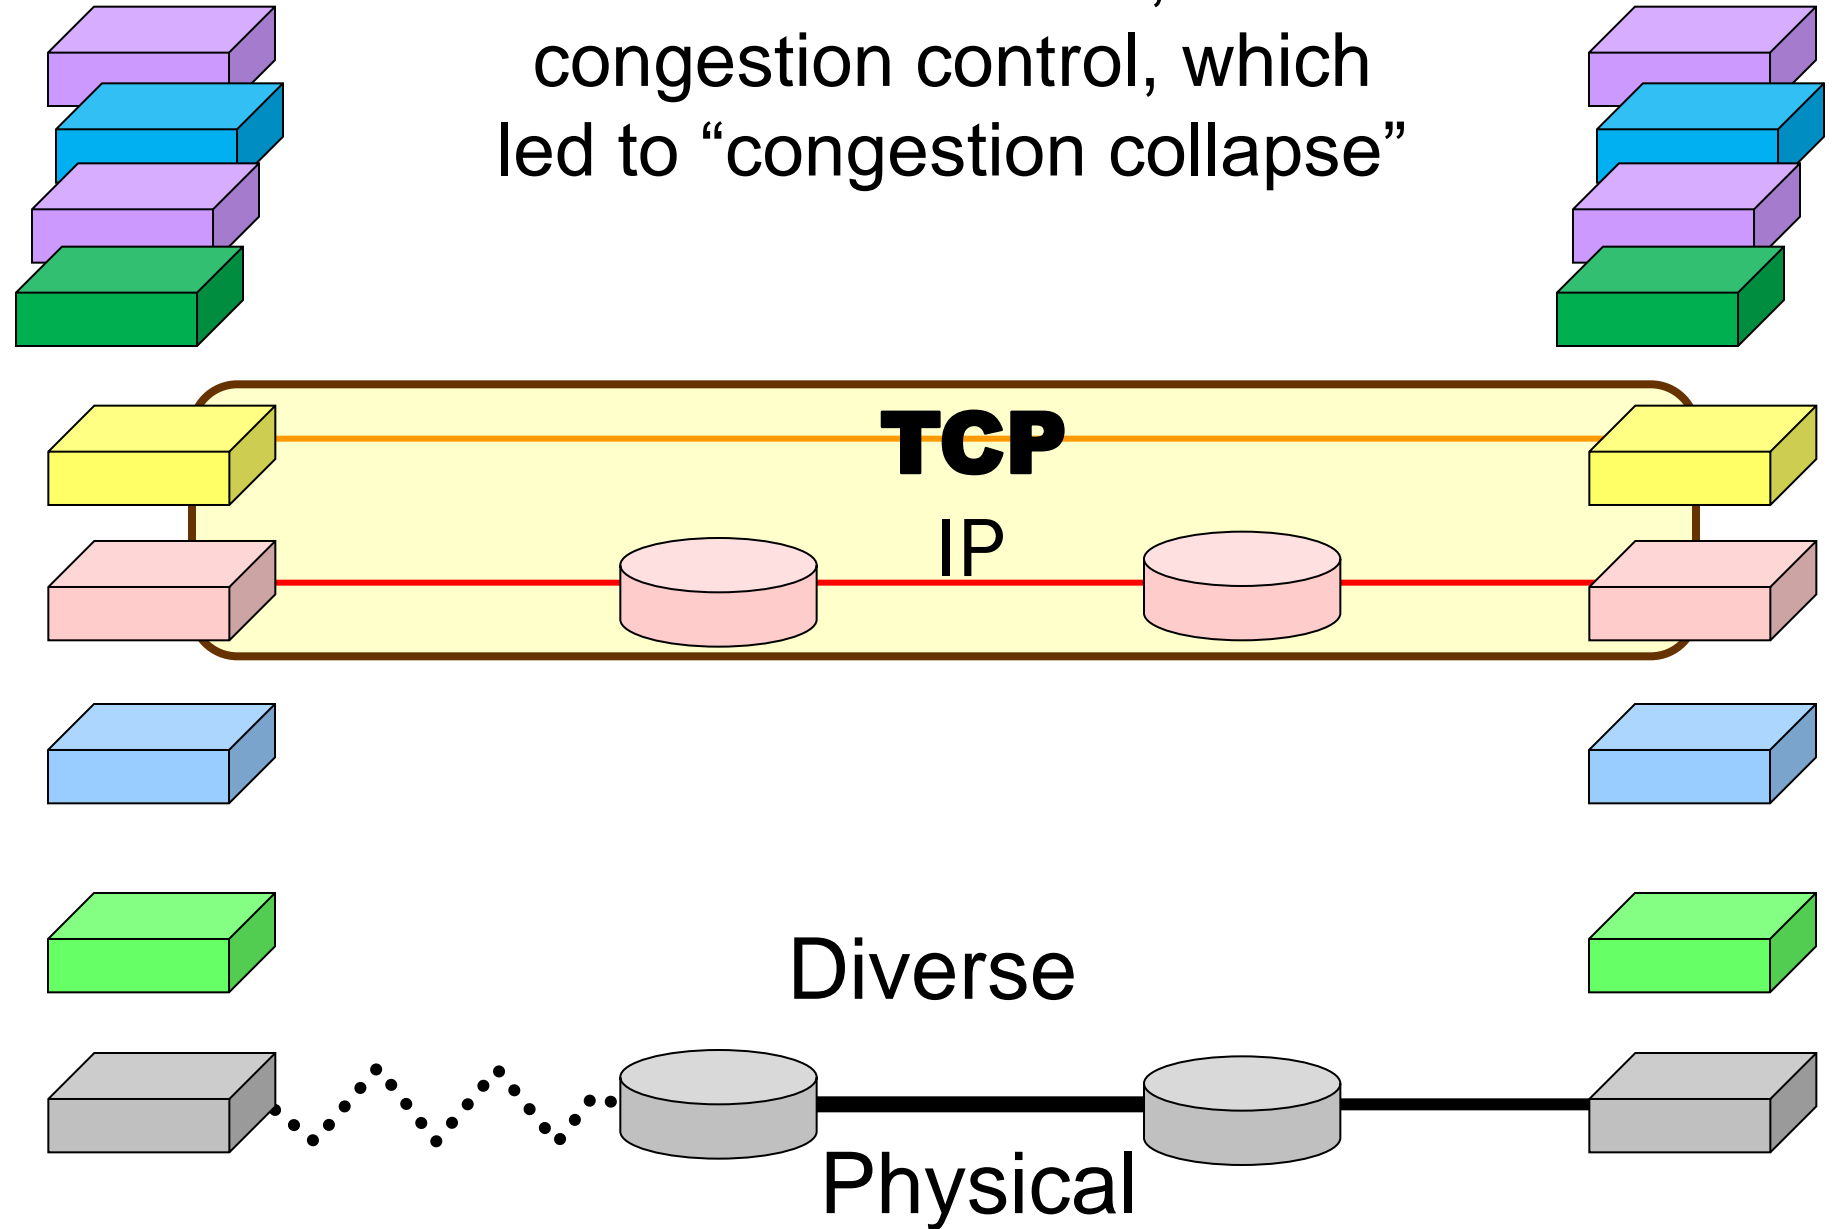 congestion control, which
led to “congestion collapse”
TCP
IP
Diverse
Physical